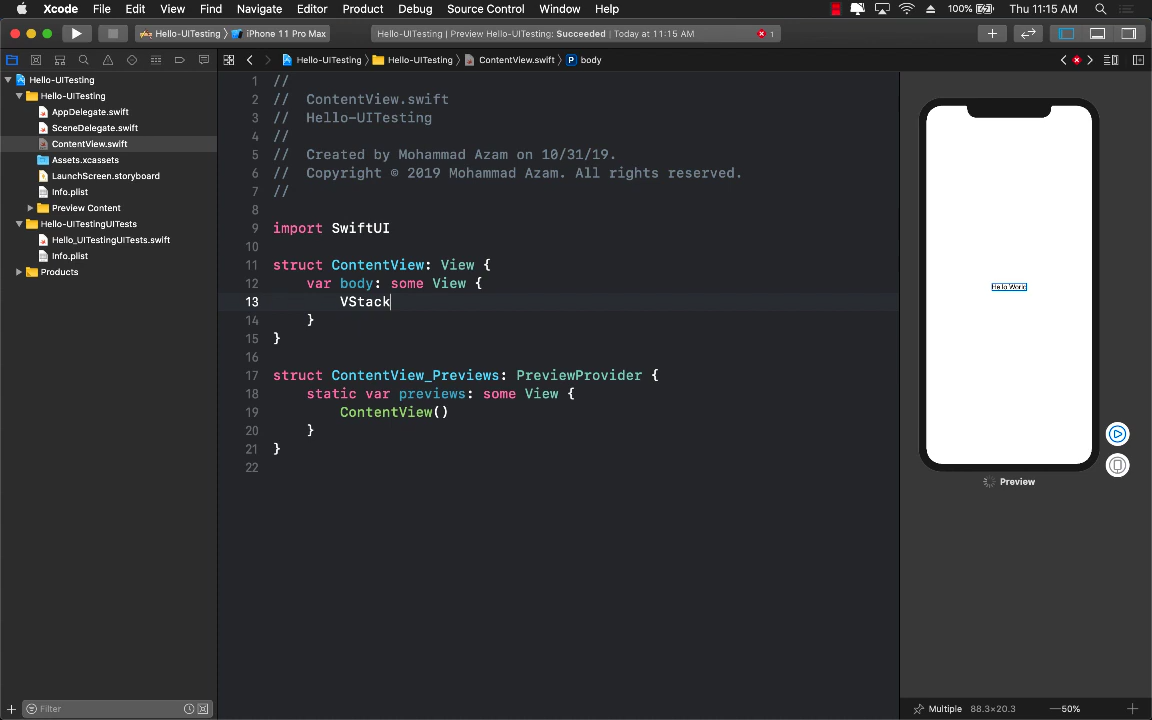 Xcode File Edit View Find Navigate Editor Product Debug Source Control Window Help 100% Thu 11:15 AM
Hello-UITesting iPhone 11 Pro Max Hello-UITesting | Preview Hello-UITesting: Succeeded | Today at 11:15 AM 1
Hello-UITesting Hello-UITesting ContentView.swift P body
Hello-UITesting
Hello-UITesting
AppDelegate.swift
SceneDelegate.swift
ContentView.swift
Assets.xcassets
LaunchScreen.storyboard
Info.plist
Preview Content
Hello-UITestingUITests
Hello_UITestingUITests.swift
Info.plist
Products
Filter
1 //
2 //  ContentView.swift
3 //  Hello-UITesting
4 //
5 //  Created by Mohammad Azam on 10/31/19.
6 //  Copyright © 2019 Mohammad Azam. All rights reserved.
7 //
8
9 import SwiftUI
10
11 struct ContentView: View {
12     var body: some View {
13         VStack
14     }
15 }
16
17 struct ContentView_Previews: PreviewProvider {
18     static var previews: some View {
19         ContentView()
20     }
21 }
22
Hello World
Preview
Multiple 88.3×20.3 50%